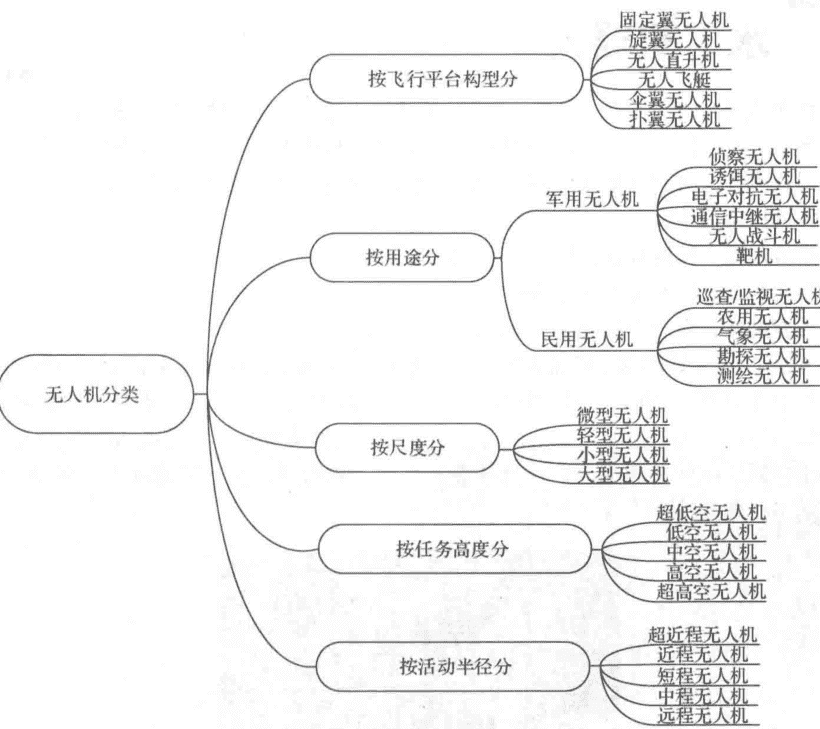 无人机分类
按飞行平台构型分
固定翼无人机
旋翼无人机
无人直升机
无人飞艇
伞翼无人机
扑翼无人机
按用途分
军用无人机
侦察无人机
诱饵无人机
电子对抗无人机
通信中继无人机
无人战斗机
靶机
民用无人机
巡查/监视无人机
农用无人机
气象无人机
勘探无人机
测绘无人机
按尺度分
微型无人机
轻型无人机
小型无人机
大型无人机
按任务高度分
超低空无人机
低空无人机
中空无人机
高空无人机
超高空无人机
按活动半径分
超近程无人机
近程无人机
短程无人机
中程无人机
远程无人机